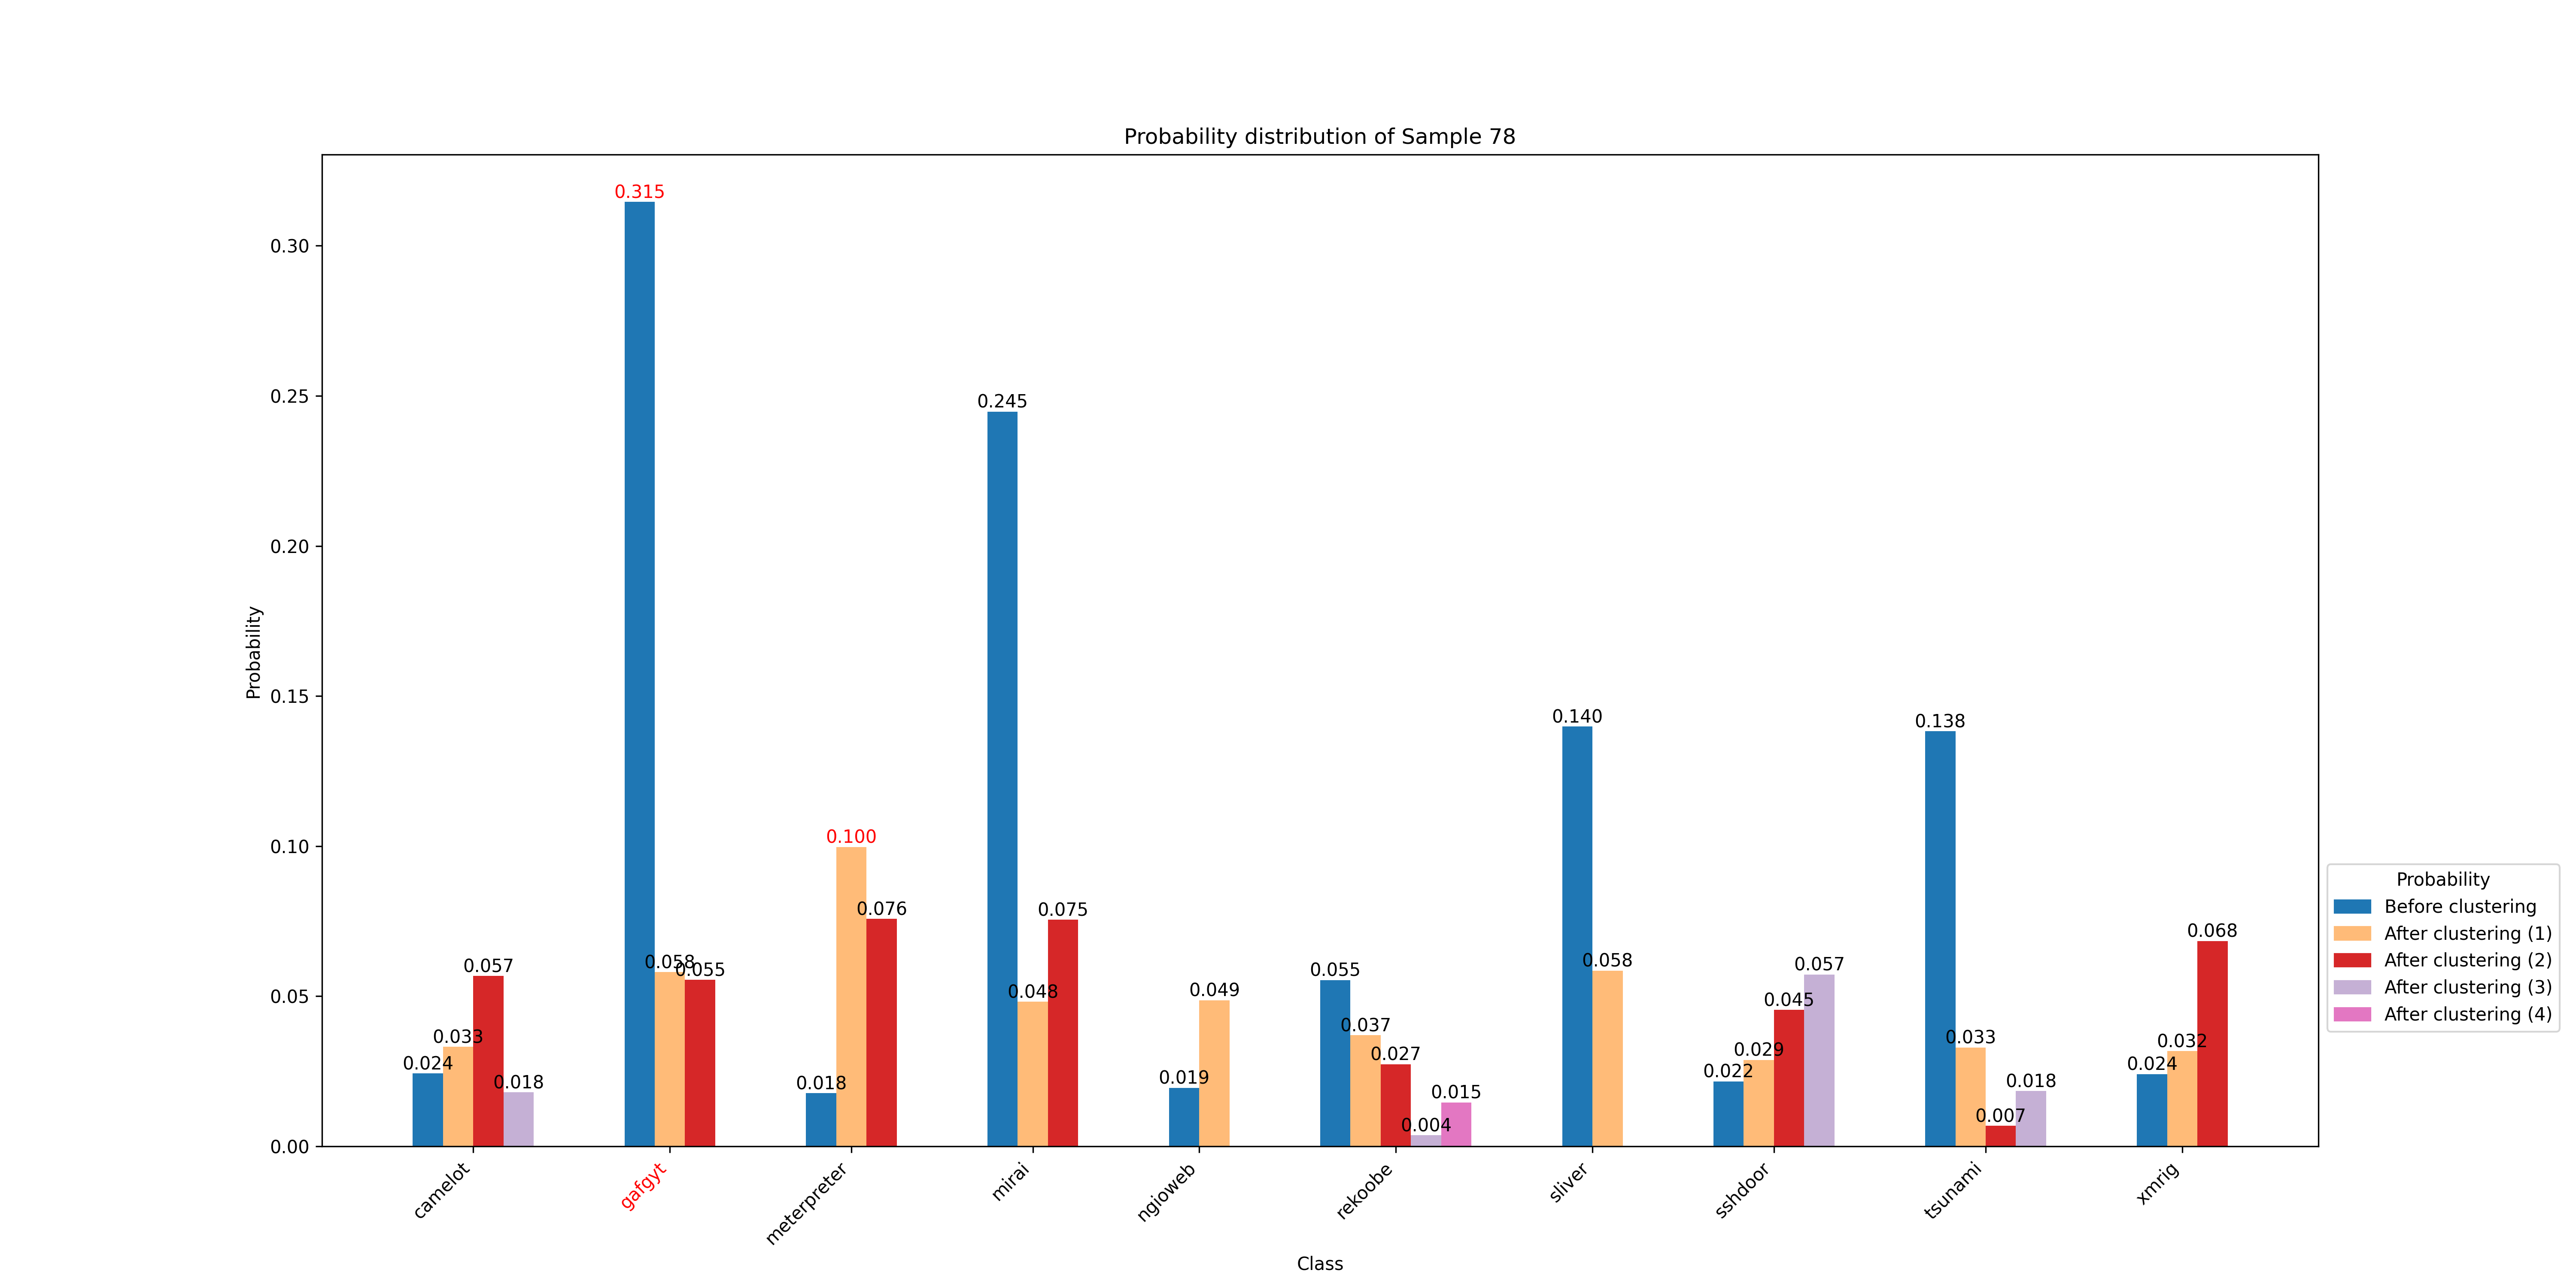 Probability distribution of Sample 78
0.30
0.25
0.20
0.15
0.10
0.05
0.00
Probability
0.024
0.033
0.057
0.018
0.315
0.058
0.055
0.018
0.100
0.076
0.245
0.048
0.075
0.019
0.049
0.055
0.037
0.027
0.004
0.015
0.140
0.058
0.022
0.029
0.045
0.057
0.138
0.033
0.007
0.018
0.024
0.032
0.068
camelot
gafgyt
meterpreter
mirai
ngioweb
rekoobe
sliver
sshdoor
tsunami
xmrig
Class
Probability
Before clustering
After clustering (1)
After clustering (2)
After clustering (3)
After clustering (4)